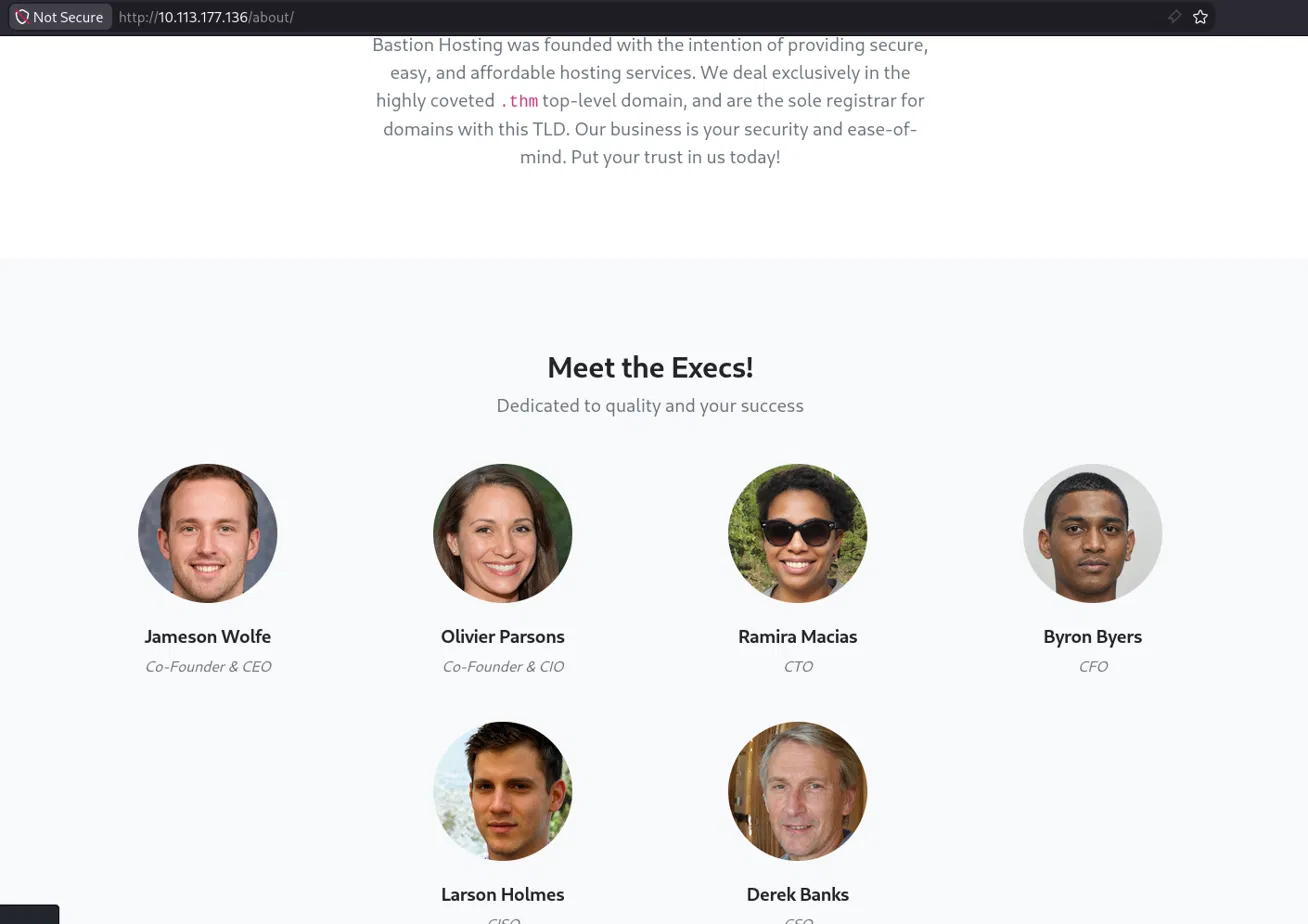 Not Secure http://10.113.177.136/about/
Bastion Hosting was founded with the intention of providing secure,
easy, and affordable hosting services. We deal exclusively in the
highly coveted .thm top-level domain, and are the sole registrar for
domains with this TLD. Our business is your security and ease-of-
mind. Put your trust in us today!
Meet the Execs!
Dedicated to quality and your success
Jameson Wolfe Olivier Parsons Ramira Macias Byron Byers
Co-Founder & CEO Co-Founder & CIO CTO CFO
Larson Holmes Derek Banks